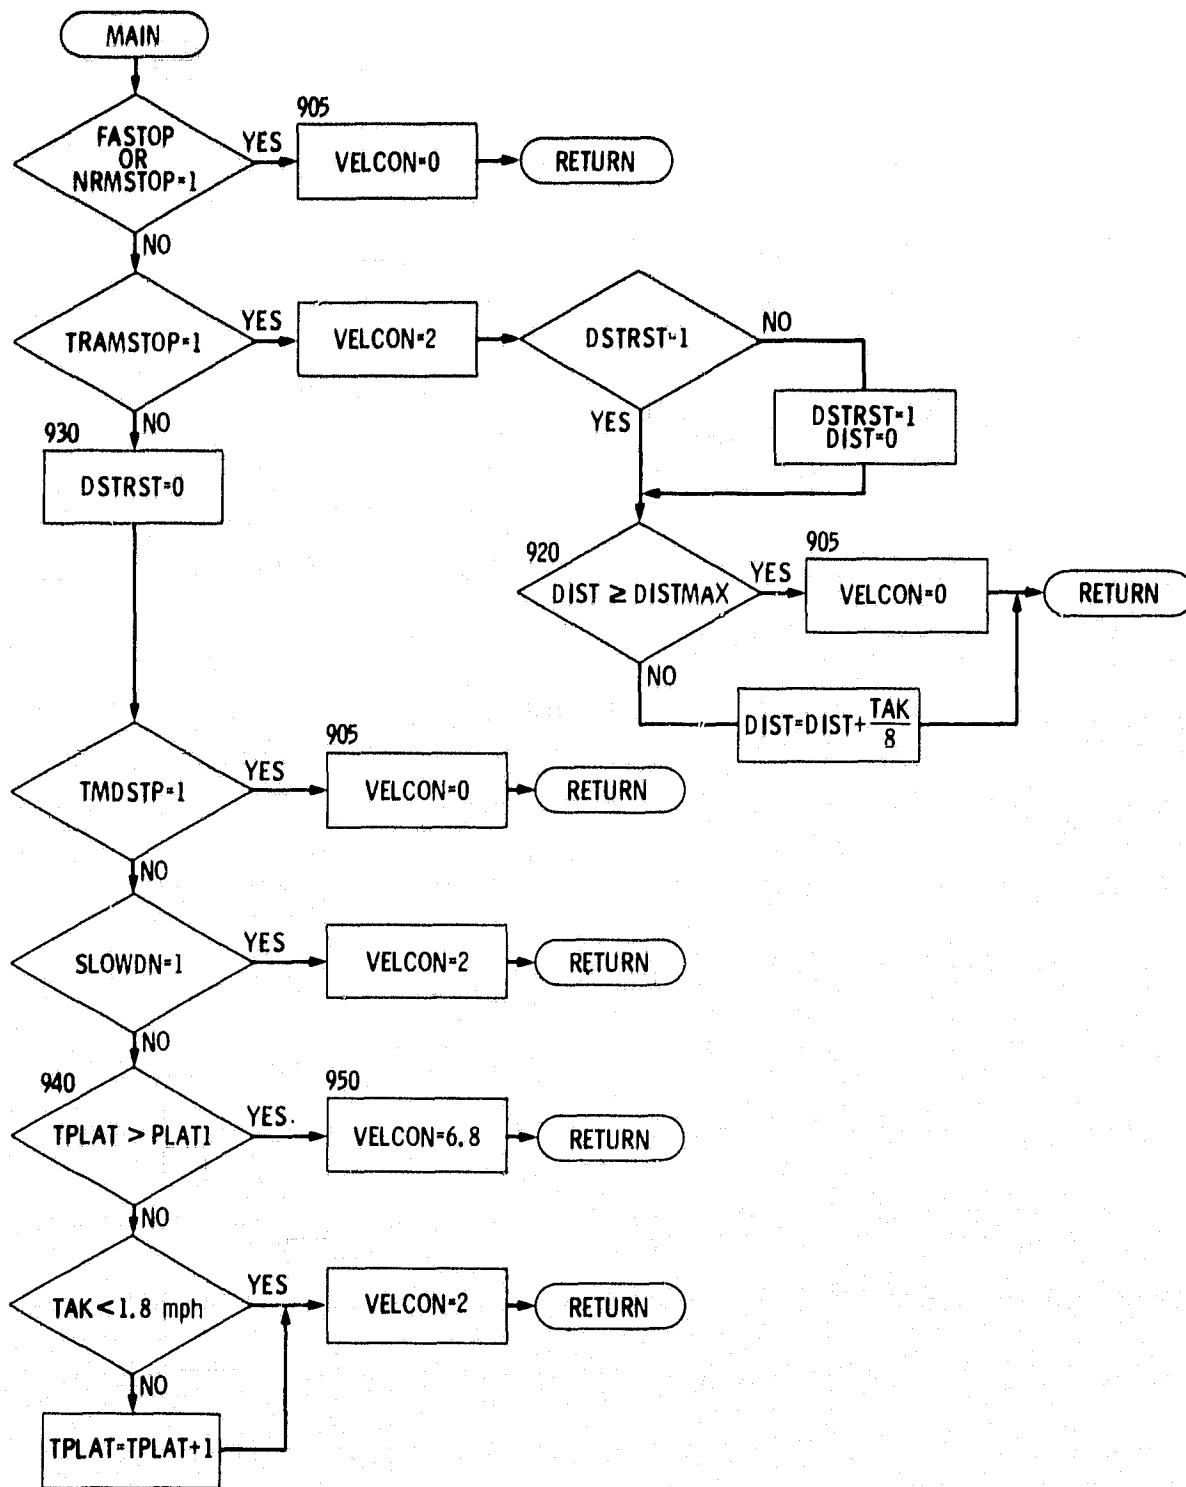 MAIN
FASTOP
OR
NRMSTOP=1
YES
905
VELCON=0
RETURN
NO
TRAMSTOP=1
YES
VELCON=2
DSTRST=1
NO
DSTRST=1
DIST=0
YES
920
DIST ≥ DISTMAX
YES
905
VELCON=0
RETURN
NO
DIST=DIST+TAK/8
NO
930
DSTRST=0
TMDSTP=1
YES
905
VELCON=0
RETURN
NO
SLOWDN=1
YES
VELCON=2
RETURN
NO
940
TPLAT > PLAT1
YES.
950
VELCON=6.8
RETURN
NO
TAK<1.8 mph
YES
VELCON=2
RETURN
NO
TPLAT=TPLAT+1